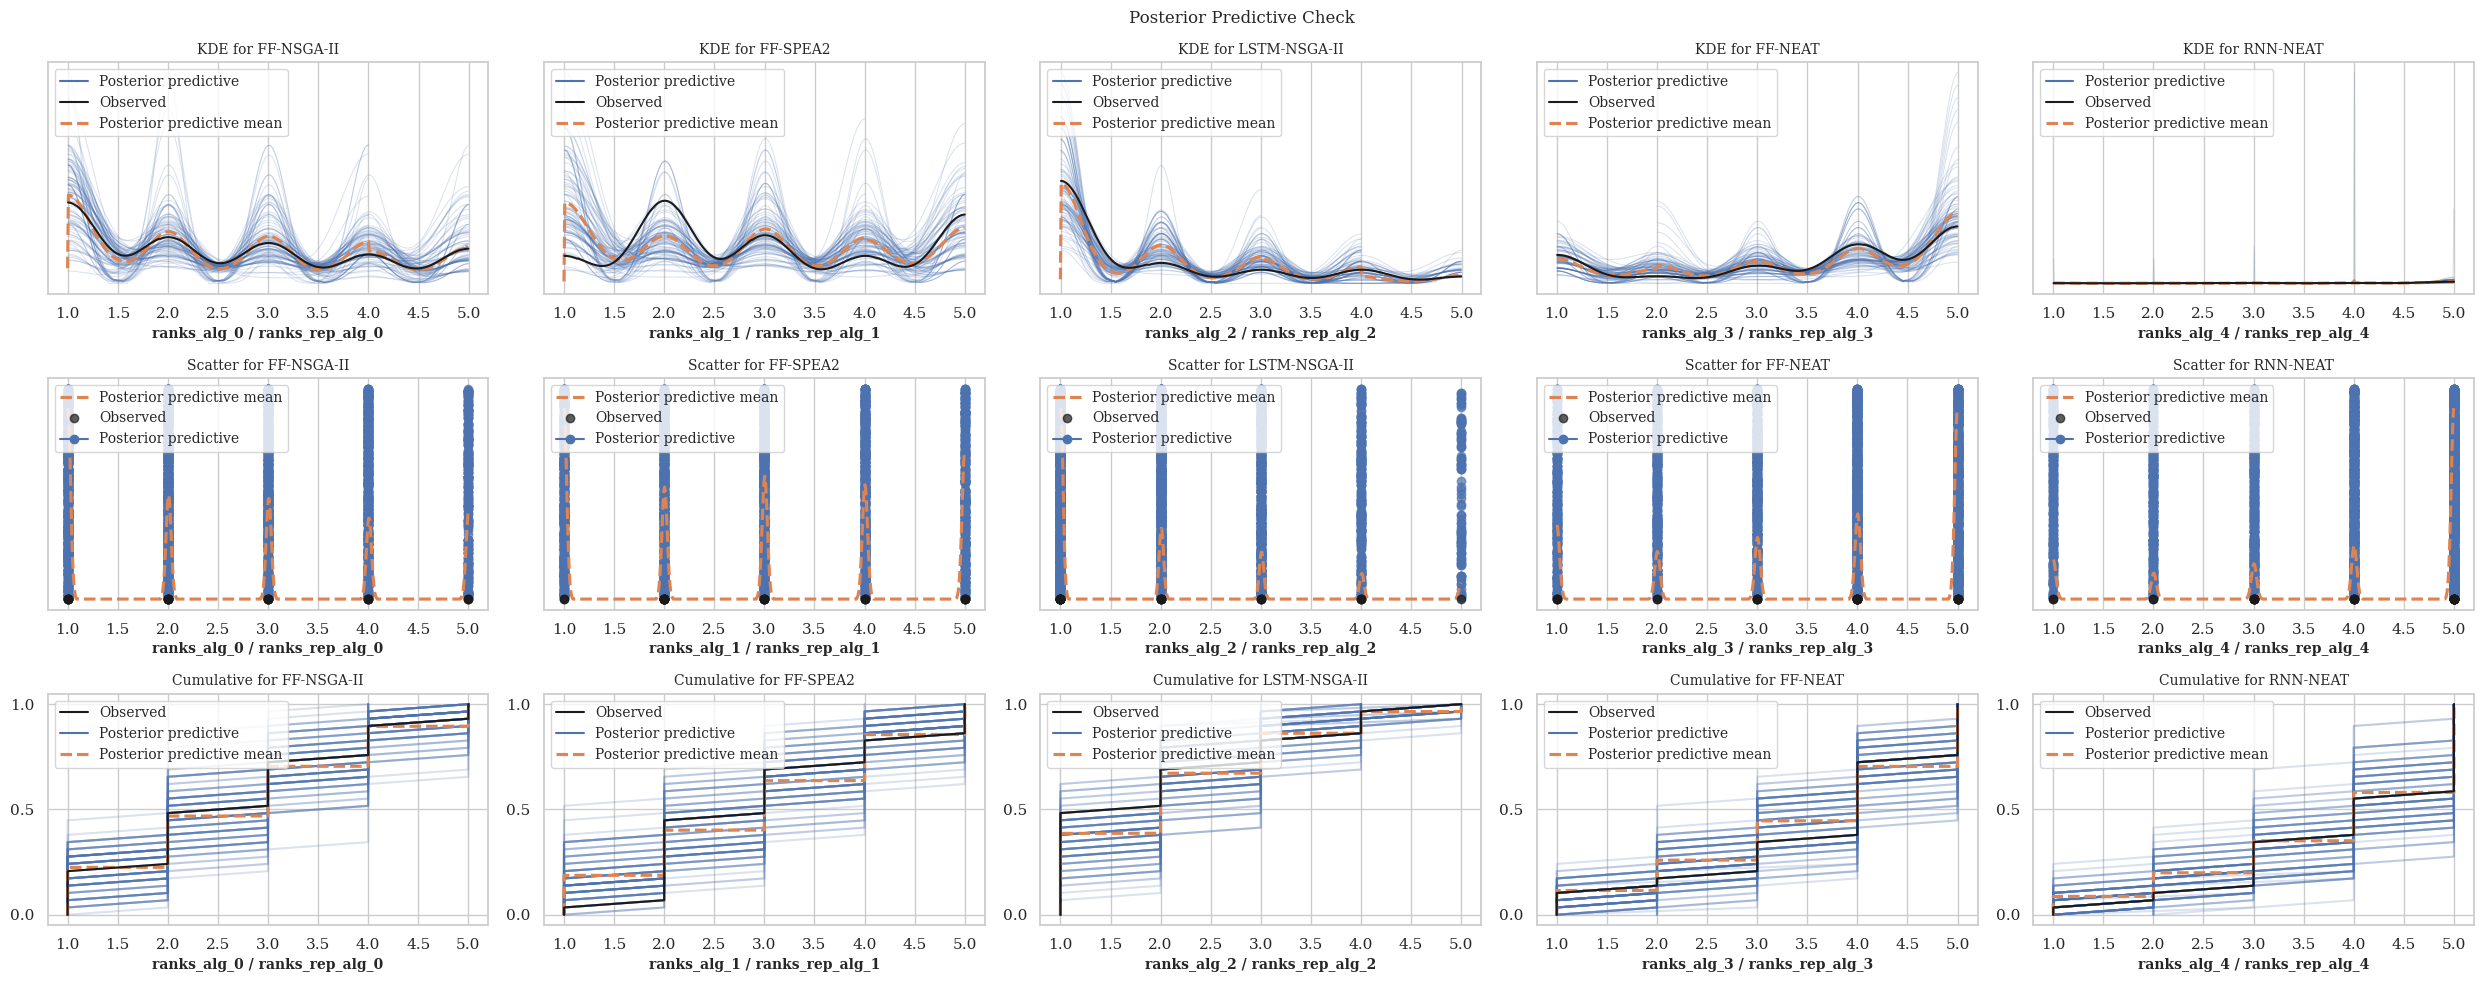 Posterior Predictive Check
KDE for FF-NSGA-II
Posterior predictive
Observed
Posterior predictive mean
1.0 1.5 2.0 2.5 3.0 3.5 4.0 4.5 5.0
ranks_alg_0 / ranks_rep_alg_0
KDE for FF-SPEA2
Posterior predictive
Observed
Posterior predictive mean
1.0 1.5 2.0 2.5 3.0 3.5 4.0 4.5 5.0
ranks_alg_1 / ranks_rep_alg_1
KDE for LSTM-NSGA-II
Posterior predictive
Observed
Posterior predictive mean
1.0 1.5 2.0 2.5 3.0 3.5 4.0 4.5 5.0
ranks_alg_2 / ranks_rep_alg_2
KDE for FF-NEAT
Posterior predictive
Observed
Posterior predictive mean
1.0 1.5 2.0 2.5 3.0 3.5 4.0 4.5 5.0
ranks_alg_3 / ranks_rep_alg_3
KDE for RNN-NEAT
Posterior predictive
Observed
Posterior predictive mean
1.0 1.5 2.0 2.5 3.0 3.5 4.0 4.5 5.0
ranks_alg_4 / ranks_rep_alg_4
Scatter for FF-NSGA-II
Posterior predictive mean
Observed
Posterior predictive
1.0 1.5 2.0 2.5 3.0 3.5 4.0 4.5 5.0
ranks_alg_0 / ranks_rep_alg_0
Scatter for FF-SPEA2
Posterior predictive mean
Observed
Posterior predictive
1.0 1.5 2.0 2.5 3.0 3.5 4.0 4.5 5.0
ranks_alg_1 / ranks_rep_alg_1
Scatter for LSTM-NSGA-II
Posterior predictive mean
Observed
Posterior predictive
1.0 1.5 2.0 2.5 3.0 3.5 4.0 4.5 5.0
ranks_alg_2 / ranks_rep_alg_2
Scatter for FF-NEAT
Posterior predictive mean
Observed
Posterior predictive
1.0 1.5 2.0 2.5 3.0 3.5 4.0 4.5 5.0
ranks_alg_3 / ranks_rep_alg_3
Scatter for RNN-NEAT
Posterior predictive mean
Observed
Posterior predictive
1.0 1.5 2.0 2.5 3.0 3.5 4.0 4.5 5.0
ranks_alg_4 / ranks_rep_alg_4
Cumulative for FF-NSGA-II
1.0
0.5
0.0
Observed
Posterior predictive
Posterior predictive mean
1.0 1.5 2.0 2.5 3.0 3.5 4.0 4.5 5.0
ranks_alg_0 / ranks_rep_alg_0
Cumulative for FF-SPEA2
1.0
0.5
0.0
Observed
Posterior predictive
Posterior predictive mean
1.0 1.5 2.0 2.5 3.0 3.5 4.0 4.5 5.0
ranks_alg_1 / ranks_rep_alg_1
Cumulative for LSTM-NSGA-II
1.0
0.5
0.0
Observed
Posterior predictive
Posterior predictive mean
1.0 1.5 2.0 2.5 3.0 3.5 4.0 4.5 5.0
ranks_alg_2 / ranks_rep_alg_2
Cumulative for FF-NEAT
1.0
0.5
0.0
Observed
Posterior predictive
Posterior predictive mean
1.0 1.5 2.0 2.5 3.0 3.5 4.0 4.5 5.0
ranks_alg_3 / ranks_rep_alg_3
Cumulative for RNN-NEAT
1.0
0.5
0.0
Observed
Posterior predictive
Posterior predictive mean
1.0 1.5 2.0 2.5 3.0 3.5 4.0 4.5 5.0
ranks_alg_4 / ranks_rep_alg_4